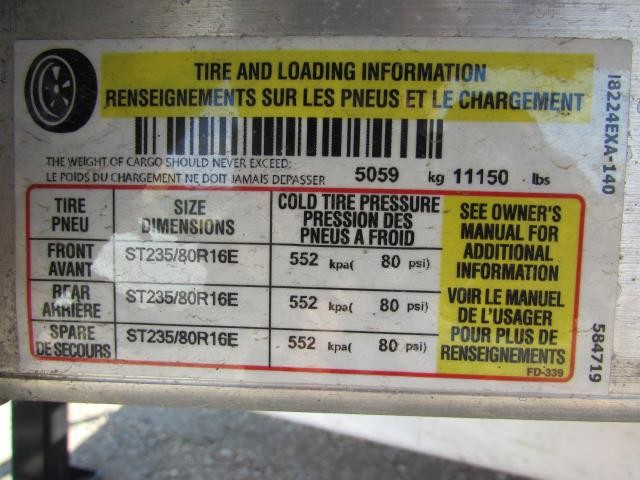 TIRE AND LOADING INFORMATION
RENSEIGNEMENTS SUR LES PNEUS ET LE CHARGEMENT
THE WEIGHT OF CARGO SHOULD NEVER EXCEED:
LE POIDS DU CHARGEMENT NE DOIT JAMAIS DEPASSER 5059 kg 11150 lbs
TIRE
PNEU
SIZE
DIMENSIONS
COLD TIRE PRESSURE
PRESSION DES
PNEUS A FROID
FRONT
AVANT
ST235/80R16E
552 kpa( 80 psi)
REAR
ARRIÈRE
ST235/80R16E
552 kpa( 80 psi)
SPARE
DE SECOURS
ST235/80R16E
552 kpa( 80 psi)
SEE OWNER'S
MANUAL FOR
ADDITIONAL
INFORMATION
VOIR LE MANUEL
DE L'USAGER
POUR PLUS DE
RENSEIGNEMENTS
FD-339
I8224EXA-140
584719